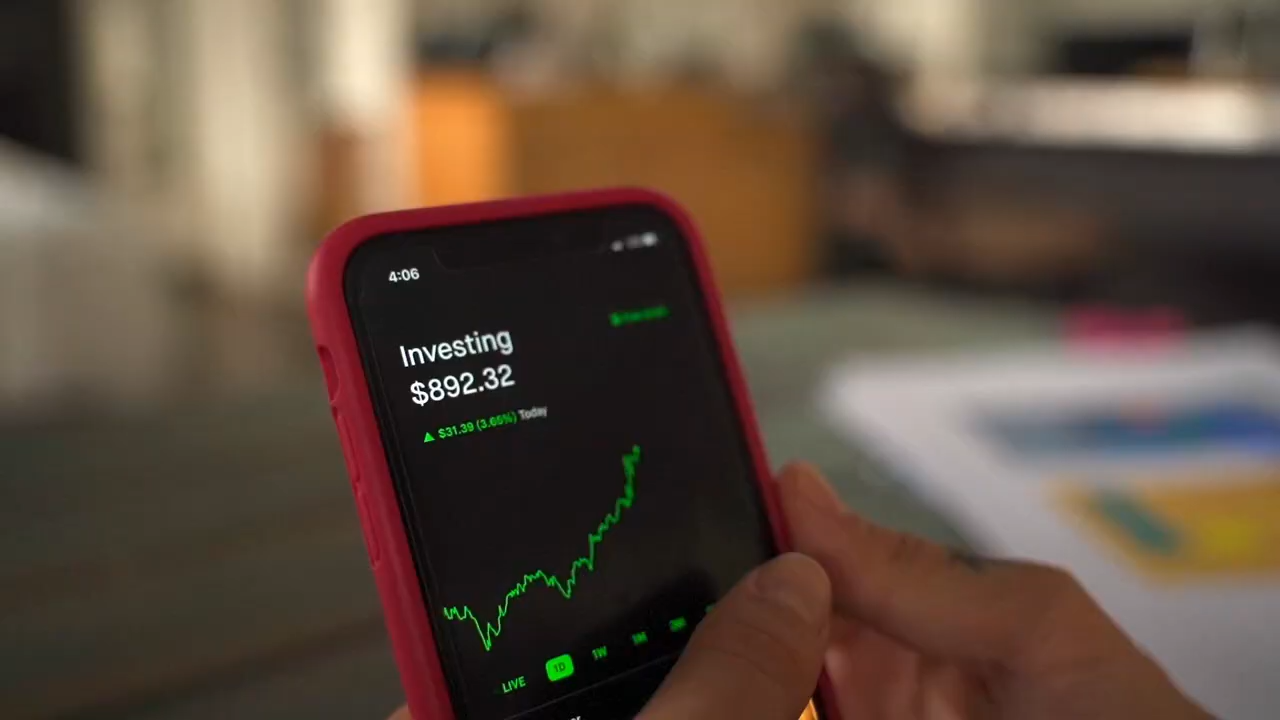 4:06
Investing
$892.32
▲ $31.39 (3.65%) Today
LIVE 1D 1W